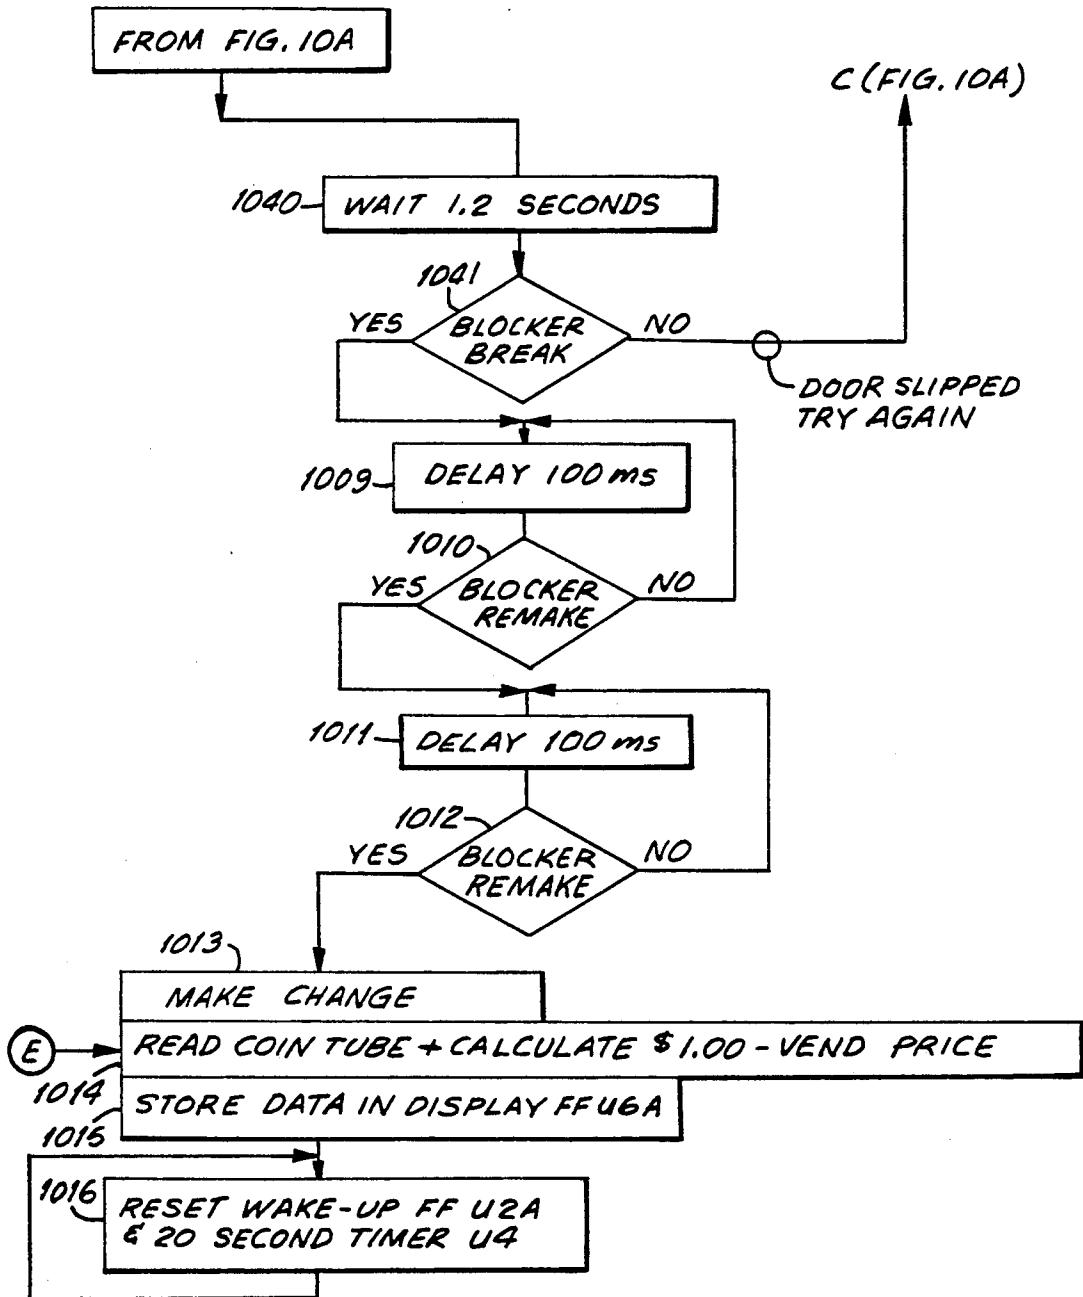 FROM FIG. 10A
C (FIG. 10A)
1040
WAIT 1.2 SECONDS
1041
YES
BLOCKER
BREAK
NO
DOOR SLIPPED
TRY AGAIN
1009
DELAY 100 ms
1010
YES
BLOCKER
REMAKE
NO
1011
DELAY 100 ms
1012
YES
BLOCKER
REMAKE
NO
1013
MAKE CHANGE
E
READ COIN TUBE + CALCULATE $1.00 - VEND PRICE
1014
STORE DATA IN DISPLAY FF U6A
1015
1016
RESET WAKE-UP FF U2A
& 20 SECOND TIMER U4